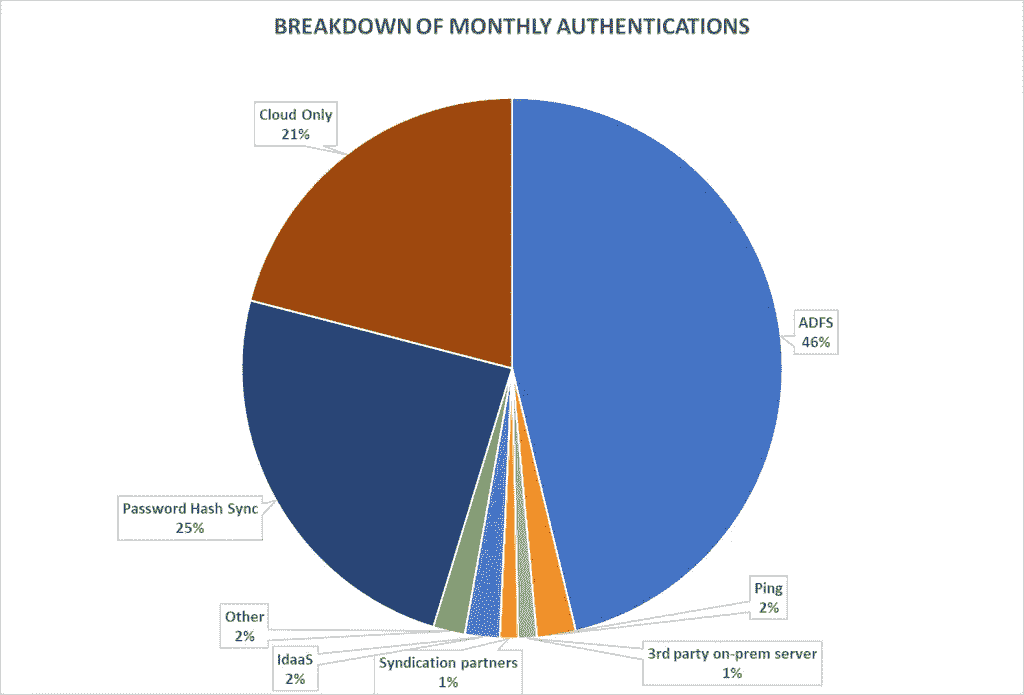 BREAKDOWN OF MONTHLY AUTHENTICATIONS
Cloud Only
21%
ADFS
46%
Password Hash Sync
25%
Ping
2%
Other
2%
3rd party on-prem server
1%
IdaaS
2%
Syndication partners
1%